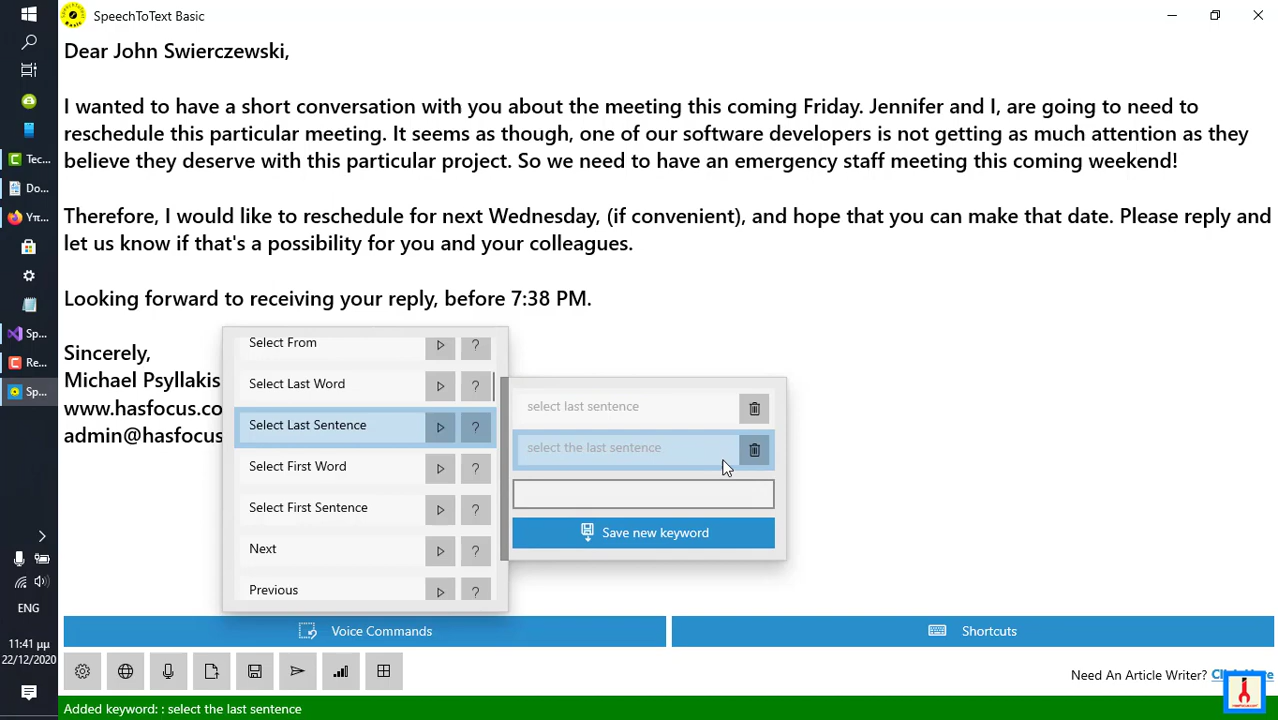 SpeechToText Basic
Dear John Swierczewski,
I wanted to have a short conversation with you about the meeting this coming Friday. Jennifer and I, are going to need to
reschedule this particular meeting. It seems as though, one of our software developers is not getting as much attention as they
believe they deserve with this particular project. So we need to have an emergency staff meeting this coming weekend!
Therefore, I would like to reschedule for next Wednesday, (if convenient), and hope that you can make that date. Please reply and
let us know if that's a possibility for you and your colleagues.
Looking forward to receiving your reply, before 7:38 PM.
Sincerely,
Michael Psyllakis
www.hasfocus.co
admin@hasfocus
Select From
Select Last Word
Select Last Sentence
Select First Word
Select First Sentence
Next
Previous
select last sentence
select the last sentence
Save new keyword
Voice Commands
Shortcuts
Need An Article Writer? Click Here
Added keyword: : select the last sentence
Tec...
Do...
Υπ...
Sp...
Re...
Sp...
ENG
11:41 μμ
22/12/2020